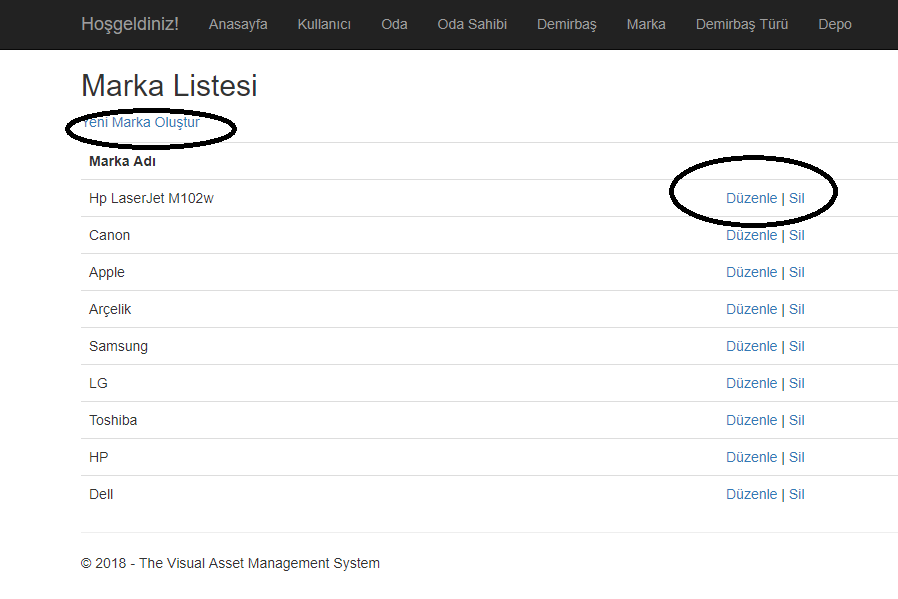 Hoşgeldiniz! Anasayfa Kullanıcı Oda Oda Sahibi Demirbaş Marka Demirbaş Türü Depo
Marka Listesi
Yeni Marka Oluştur
Marka Adı
Hp LaserJet M102w Düzenle | Sil
Canon Düzenle | Sil
Apple Düzenle | Sil
Arçelik Düzenle | Sil
Samsung Düzenle | Sil
LG Düzenle | Sil
Toshiba Düzenle | Sil
HP Düzenle | Sil
Dell Düzenle | Sil
© 2018 - The Visual Asset Management System